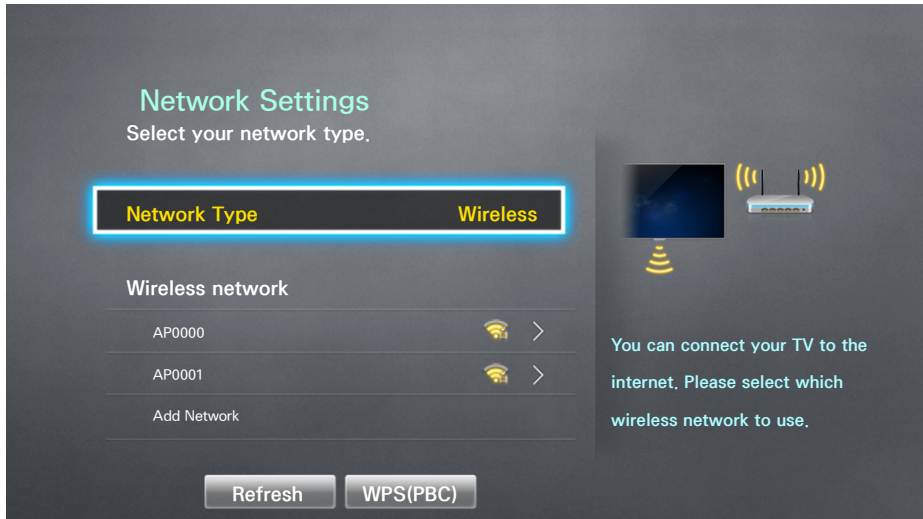 Network Settings
Select your network type.
Network Type Wireless
Wireless network
AP0000
AP0001
Add Network
Refresh WPS(PBC)
You can connect your TV to the
internet. Please select which
wireless network to use.